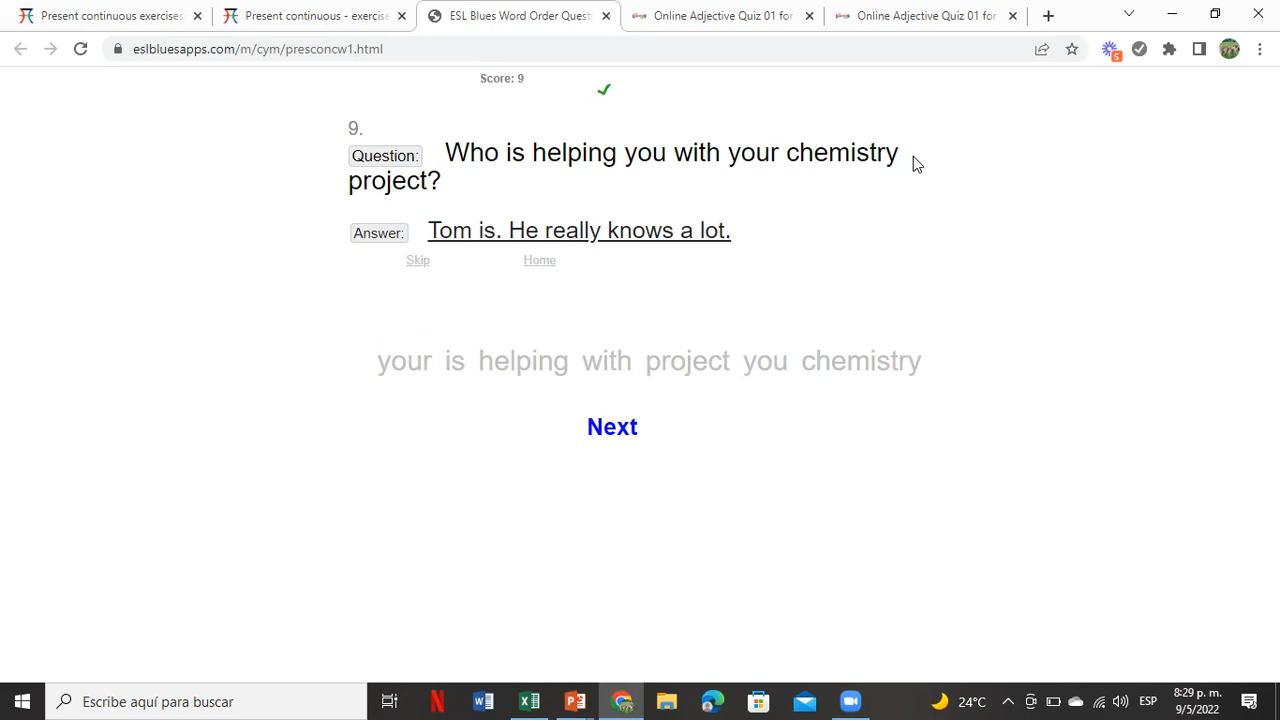 Present continuous exercises
Present continuous - exercise
ESL Blues Word Order Quest
Online Adjective Quiz 01 for
Online Adjective Quiz 01 for
eslbluesapps.com/m/cym/presconcw1.html
5
Score: 9
9.
Question: Who is helping you with your chemistry
project?
Answer: Tom is. He really knows a lot.
Skip Home
your is helping with project you chemistry
Next
Escribe aquí para buscar
24°C
ESP
8:29 p. m.
9/5/2022